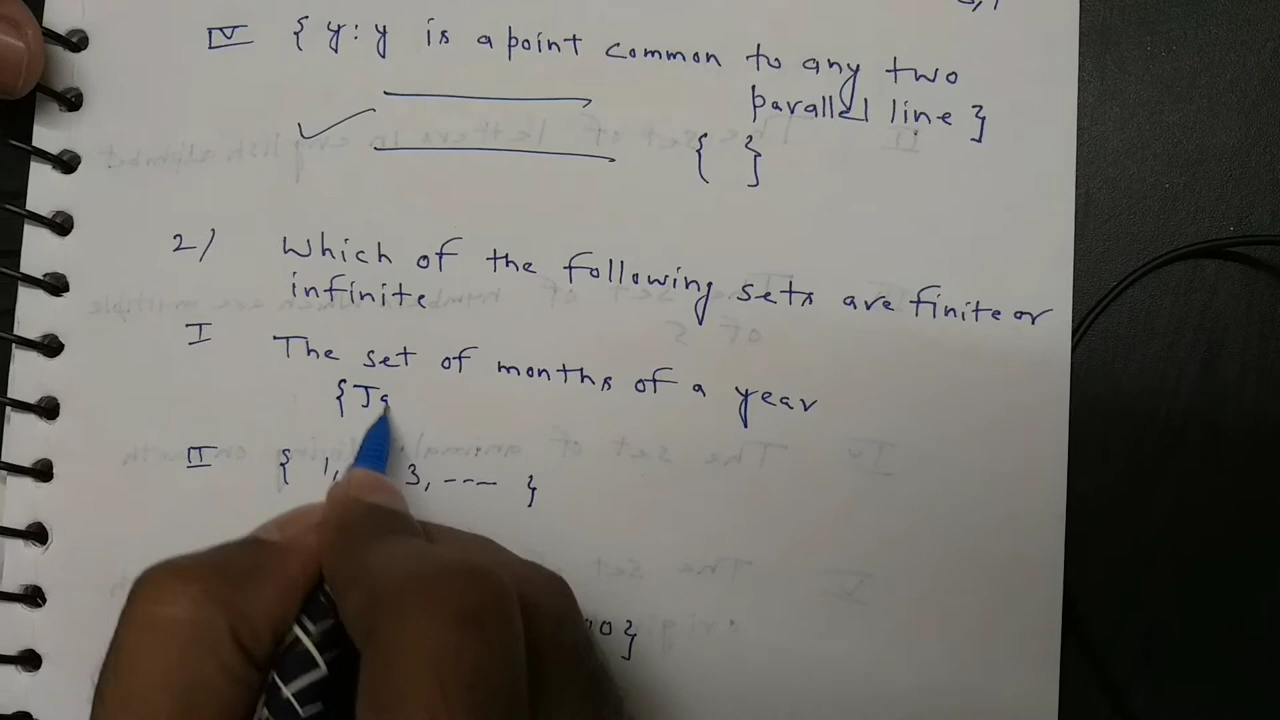 IV { y : y is a point common to any two
parallel line }
{ }
2) Which of the following sets are finite or
infinite
I The set of months of a year
{Ja
II { 1, 3, ---- }
}